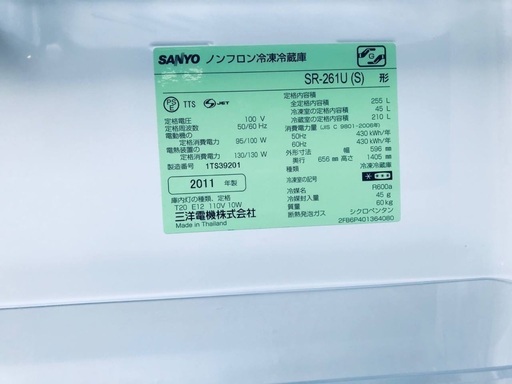 SANYO ノンフロン冷凍冷蔵庫
G
SR-261U (S) 形
PS E TTS JET
定格電圧 100 V
定格周波数 50/60 Hz
電動機の
定格消費電力 95/100 W
電熱装置の
定格消費電力 130/130 W
製造番号 1TS39201
2011 年製
庫内灯の種類、定格
T20 E12 110V 10W
三洋電機株式会社
Made in Thailand
定格内容積
全定格内容積 255 L
冷凍室の定格内容積 45 L
冷蔵室の定格内容積 210 L
消費電力量 (JIS C 9801-2006年)
50Hz 430 kWh/年
60Hz 430 kWh/年
外形寸法 幅 596 mm
奥行 656 mm 高さ 1405 mm
種類 冷凍冷蔵庫
冷凍室の記号
冷媒名 R600a
冷媒量 45 g
質量 60 kg
断熱発泡ガス シクロペンタン
2FB6P401364080